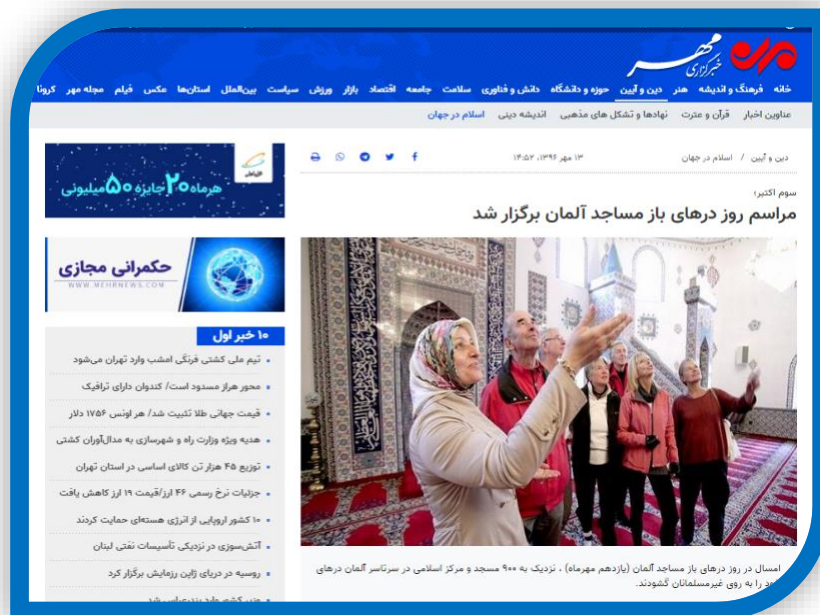 خبرگزاری مهر
خانه فرهنگ و اندیشه هنر دین و آیین حوزه و دانشگاه دانش و فناوری سلامت جامعه اقتصاد بازار ورزش سیاست بین‌الملل استان‌ها عکس فیلم مجله مهر کرونا
عناوین اخبار قرآن و عترت نهادها و تشکل های مذهبی اندیشه دینی اسلام در جهان
دین و آیین / اسلام در جهان
۱۳ مهر ۱۳۹۶، ۱۴:۵۲
سوم اکتبر؛
مراسم روز درهای باز مساجد آلمان برگزار شد
امسال در روز درهای باز مساجد آلمان (یازدهم مهرماه) ، نزدیک به ۹۰۰ مسجد و مرکز اسلامی در سرتاسر آلمان درهای
را به روی غیرمسلمانان گشودند.
هرماه ۲۰ جایزه ۵۰ میلیونی
حکمرانی مجازی
WWW.MEHRNEWS.COM
۱۰ خبر اول
تیم ملی کشتی فرنگی امشب وارد تهران می‌شود
محور هراز مسدود است/ کندوان دارای ترافیک
قیمت جهانی طلا تثبیت شد/ هر اونس ۱۷۵۶ دلار
هدیه ویژه وزارت راه و شهرسازی به مدال‌آوران کشتی
توزیع ۴۵ هزار تن کالای اساسی در استان تهران
جزئیات نرخ رسمی ۴۶ ارز/قیمت ۱۹ ارز کاهش یافت
۱۰ کشور اروپایی از انرژی هسته‌ای حمایت کردند
آتش‌سوزی در نزدیکی تأسیسات نفتی لبنان
روسیه در دریای ژاپن رزمایش برگزار کرد